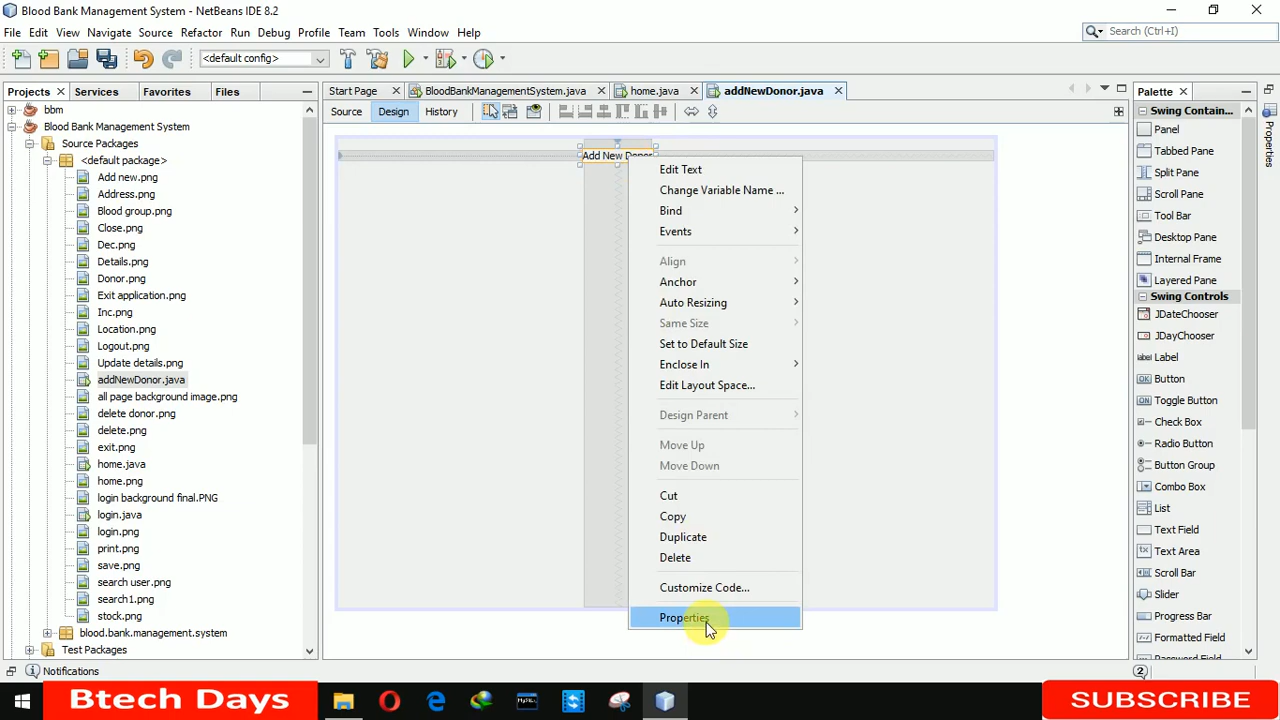 Blood Bank Management System - NetBeans IDE 8.2
File Edit View Navigate Source Refactor Run Debug Profile Team Tools Window Help
Search (Ctrl+I)
<default config>
Projects Services Favorites Files
Start Page BloodBankManagementSystem.java home.java addNewDonor.java
Palette
Source Design History
Properties
bbm
Blood Bank Management System
Source Packages
<default package>
Add new.png
Address.png
Blood group.png
Close.png
Dec.png
Details.png
Donor.png
Exit application.png
Inc.png
Location.png
Logout.png
Update details.png
addNewDonor.java
all page background image.png
delete donor.png
delete.png
exit.png
home.java
home.png
login background final.PNG
login.java
login.png
print.png
save.png
search user.png
search1.png
stock.png
blood.bank.management.system
Test Packages
Add New Donor
Edit Text
Change Variable Name ...
Bind
Events
Align
Anchor
Auto Resizing
Same Size
Set to Default Size
Enclose In
Edit Layout Space...
Design Parent
Move Up
Move Down
Cut
Copy
Duplicate
Delete
Customize Code...
Properties
Swing Contain...
Panel
Tabbed Pane
Split Pane
Scroll Pane
Tool Bar
Desktop Pane
Internal Frame
Layered Pane
Swing Controls
JDateChooser
JDayChooser
Label
Button
Toggle Button
Check Box
Radio Button
Button Group
Combo Box
List
Text Field
Text Area
Scroll Bar
Slider
Progress Bar
Formatted Field
Password Field
Notifications
2
Btech Days
SUBSCRIBE